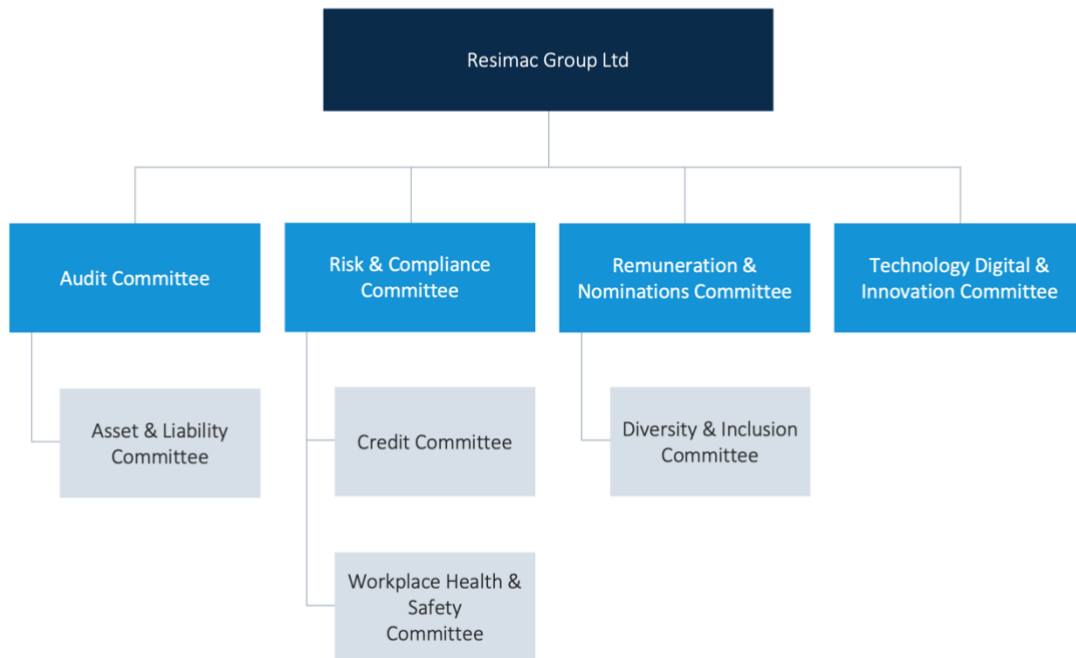 Resimac Group Ltd
Audit Committee
Risk & Compliance
Committee
Remuneration &
Nominations Committee
Technology Digital &
Innovation Committee
Asset & Liability
Committee
Credit Committee
Diversity & Inclusion
Committee
Workplace Health &
Safety
Committee